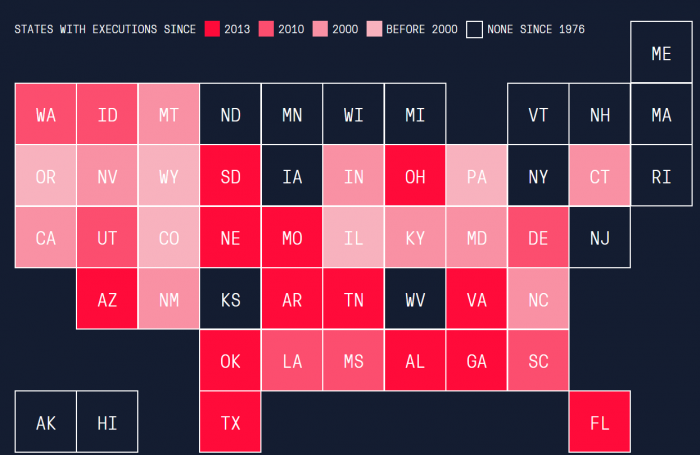 STATES WITH EXECUTIONS SINCE 2013 2010 2000 BEFORE 2000 NONE SINCE 1976
ME
WA ID MT ND MN WI MI VT NH MA
OR NV WY SD IA IN OH PA NY CT RI
CA UT CO NE MO IL KY MD DE NJ
AZ NM KS AR TN WV VA NC
OK LA MS AL GA SC
AK HI TX FL